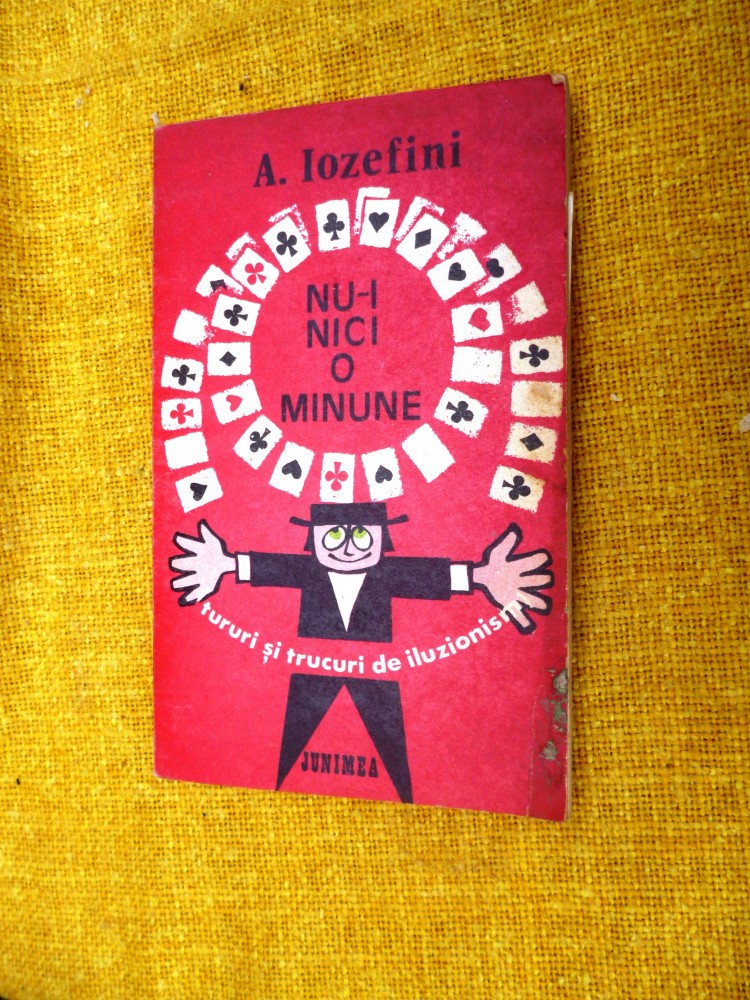 A. Iozefini
NU-I
NICI
O
MINUNE
tururi și trucuri de iluzionism
JUNIMEA